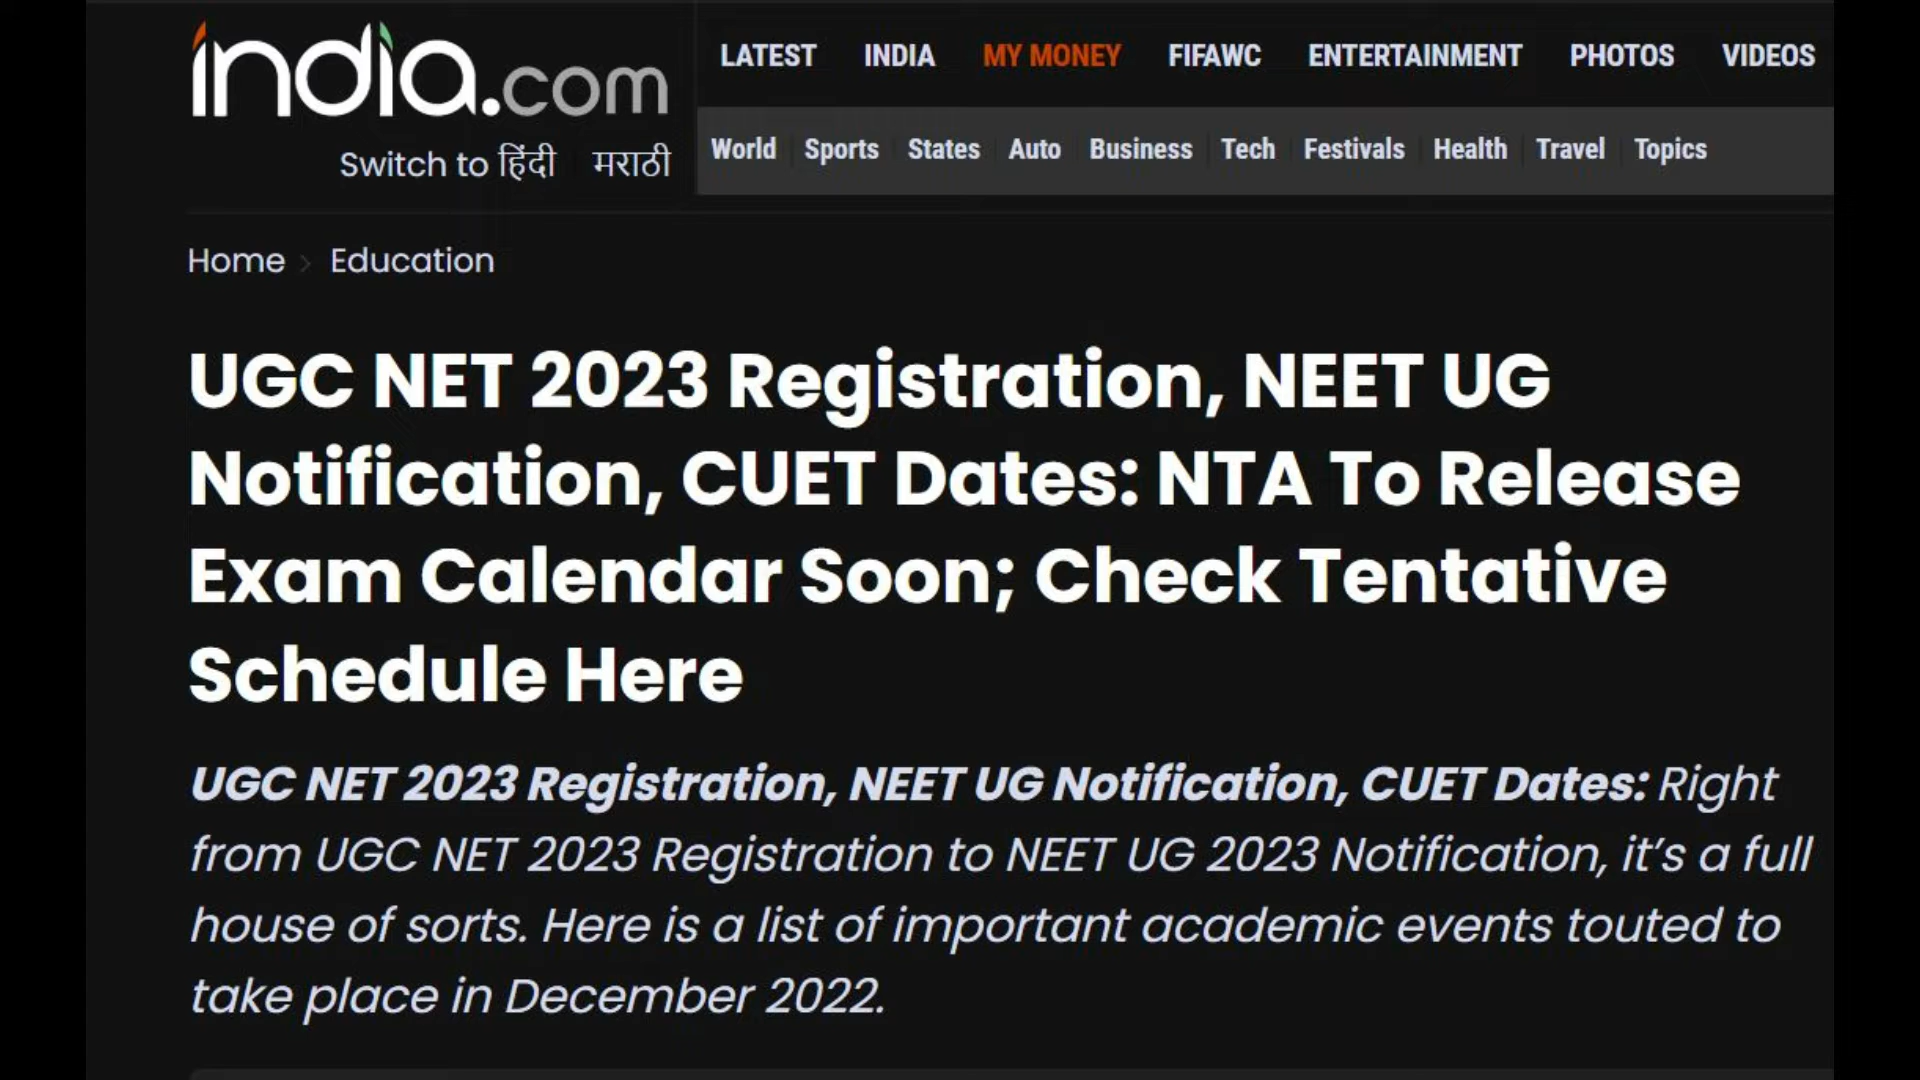 india.com
Switch to हिंदी मराठी
LATEST INDIA MY MONEY FIFAWC ENTERTAINMENT PHOTOS VIDEOS
World Sports States Auto Business Tech Festivals Health Travel Topics
Home > Education
UGC NET 2023 Registration, NEET UG
Notification, CUET Dates: NTA To Release
Exam Calendar Soon; Check Tentative
Schedule Here
UGC NET 2023 Registration, NEET UG Notification, CUET Dates: Right
from UGC NET 2023 Registration to NEET UG 2023 Notification, it’s a full
house of sorts. Here is a list of important academic events touted to
take place in December 2022.